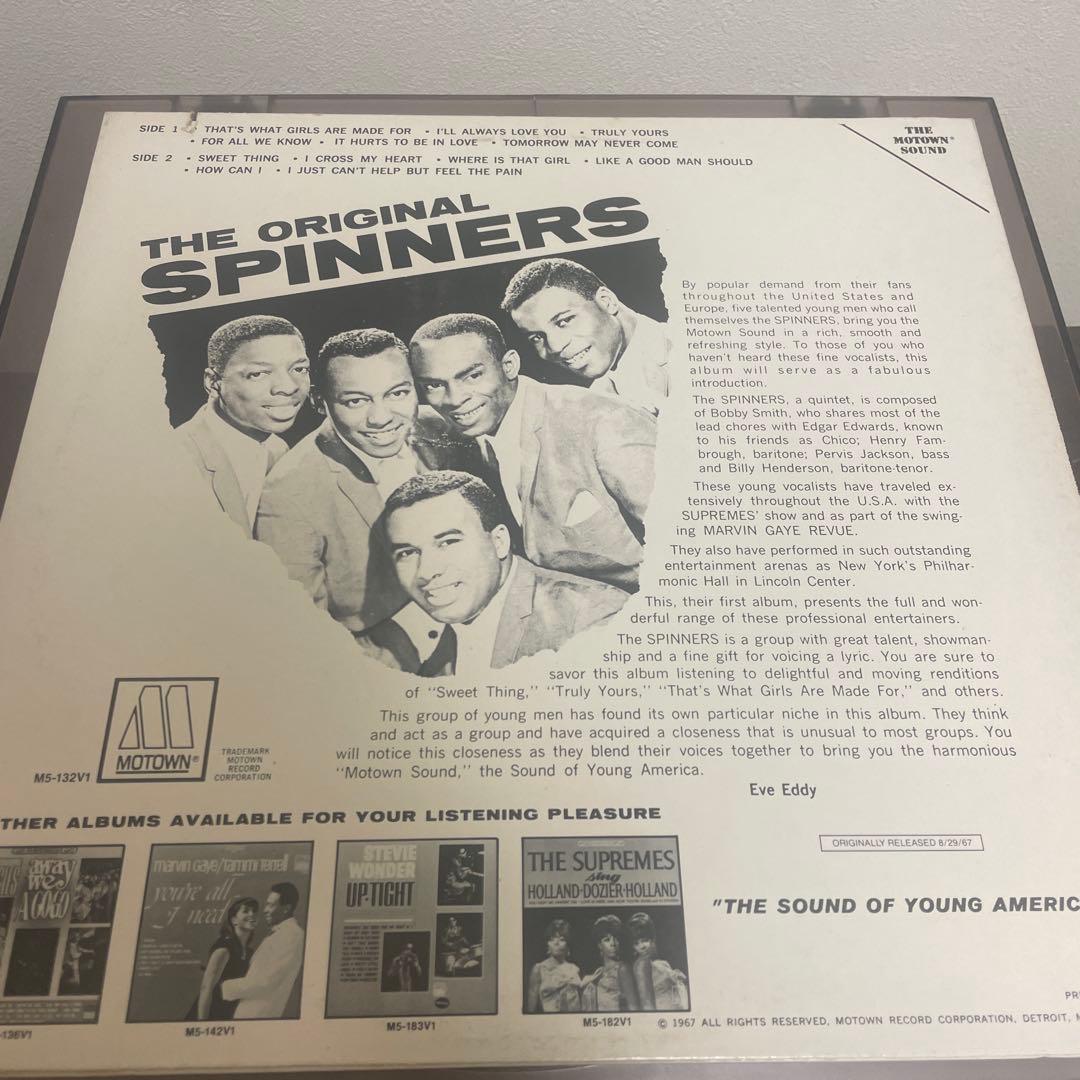 SIDE 1 • THAT'S WHAT GIRLS ARE MADE FOR • I'LL ALWAYS LOVE YOU • TRULY YOURS
• FOR ALL WE KNOW • IT HURTS TO BE IN LOVE • TOMORROW MAY NEVER COME
SIDE 2 • SWEET THING • I CROSS MY HEART • WHERE IS THAT GIRL • LIKE A GOOD MAN SHOULD
• HOW CAN I • I JUST CAN'T HELP BUT FEEL THE PAIN
THE
MOTOWN®
SOUND
THE ORIGINAL
SPINNERS
By popular demand from their fans
throughout the United States and
Europe, five talented young men who call
themselves the SPINNERS, bring you the
Motown Sound in a rich, smooth and
refreshing style. To those of you who
haven't heard these fine vocalists, this
album will serve as a fabulous
introduction.
The SPINNERS, a quintet, is composed
of Bobby Smith, who shares most of the
lead chores with Edgar Edwards, known
to his friends as Chico; Henry Fam-
brough, baritone; Pervis Jackson, bass
and Billy Henderson, baritone-tenor.
These young vocalists have traveled ex-
tensively throughout the U.S.A. with the
SUPREMES' show and as part of the swing-
ing MARVIN GAYE REVUE.
They also have performed in such outstanding
entertainment arenas as New York's Philhar-
monic Hall in Lincoln Center.
This, their first album, presents the full and won-
derful range of these professional entertainers.
The SPINNERS is a group with great talent, showman-
ship and a fine gift for voicing a lyric. You are sure to
savor this album listening to delightful and moving renditions
of "Sweet Thing," "Truly Yours," "That's What Girls Are Made For," and others.
This group of young men has found its own particular niche in this album. They think
and act as a group and have acquired a closeness that is unusual to most groups. You
will notice this closeness as they blend their voices together to bring you the harmonious
"Motown Sound," the Sound of Young America.
Eve Eddy
MOTOWN®
TRADEMARK
MOTOWN
RECORD
CORPORATION
M5-132V1
THER ALBUMS AVAILABLE FOR YOUR LISTENING PLEASURE
ORIGINALLY RELEASED 8/29/67
"THE SOUND OF YOUNG AMERIC
away
we
A GOGO
marvin gaye/tammi terrell
you're all
I need
STEVIE
WONDER
UP-TIGHT
THE SUPREMES
sing
HOLLAND·DOZIER·HOLLAND
-136V1
M5-142V1
M5-183V1
M5-182V1
© 1967 ALL RIGHTS RESERVED, MOTOWN RECORD CORPORATION, DETROIT,